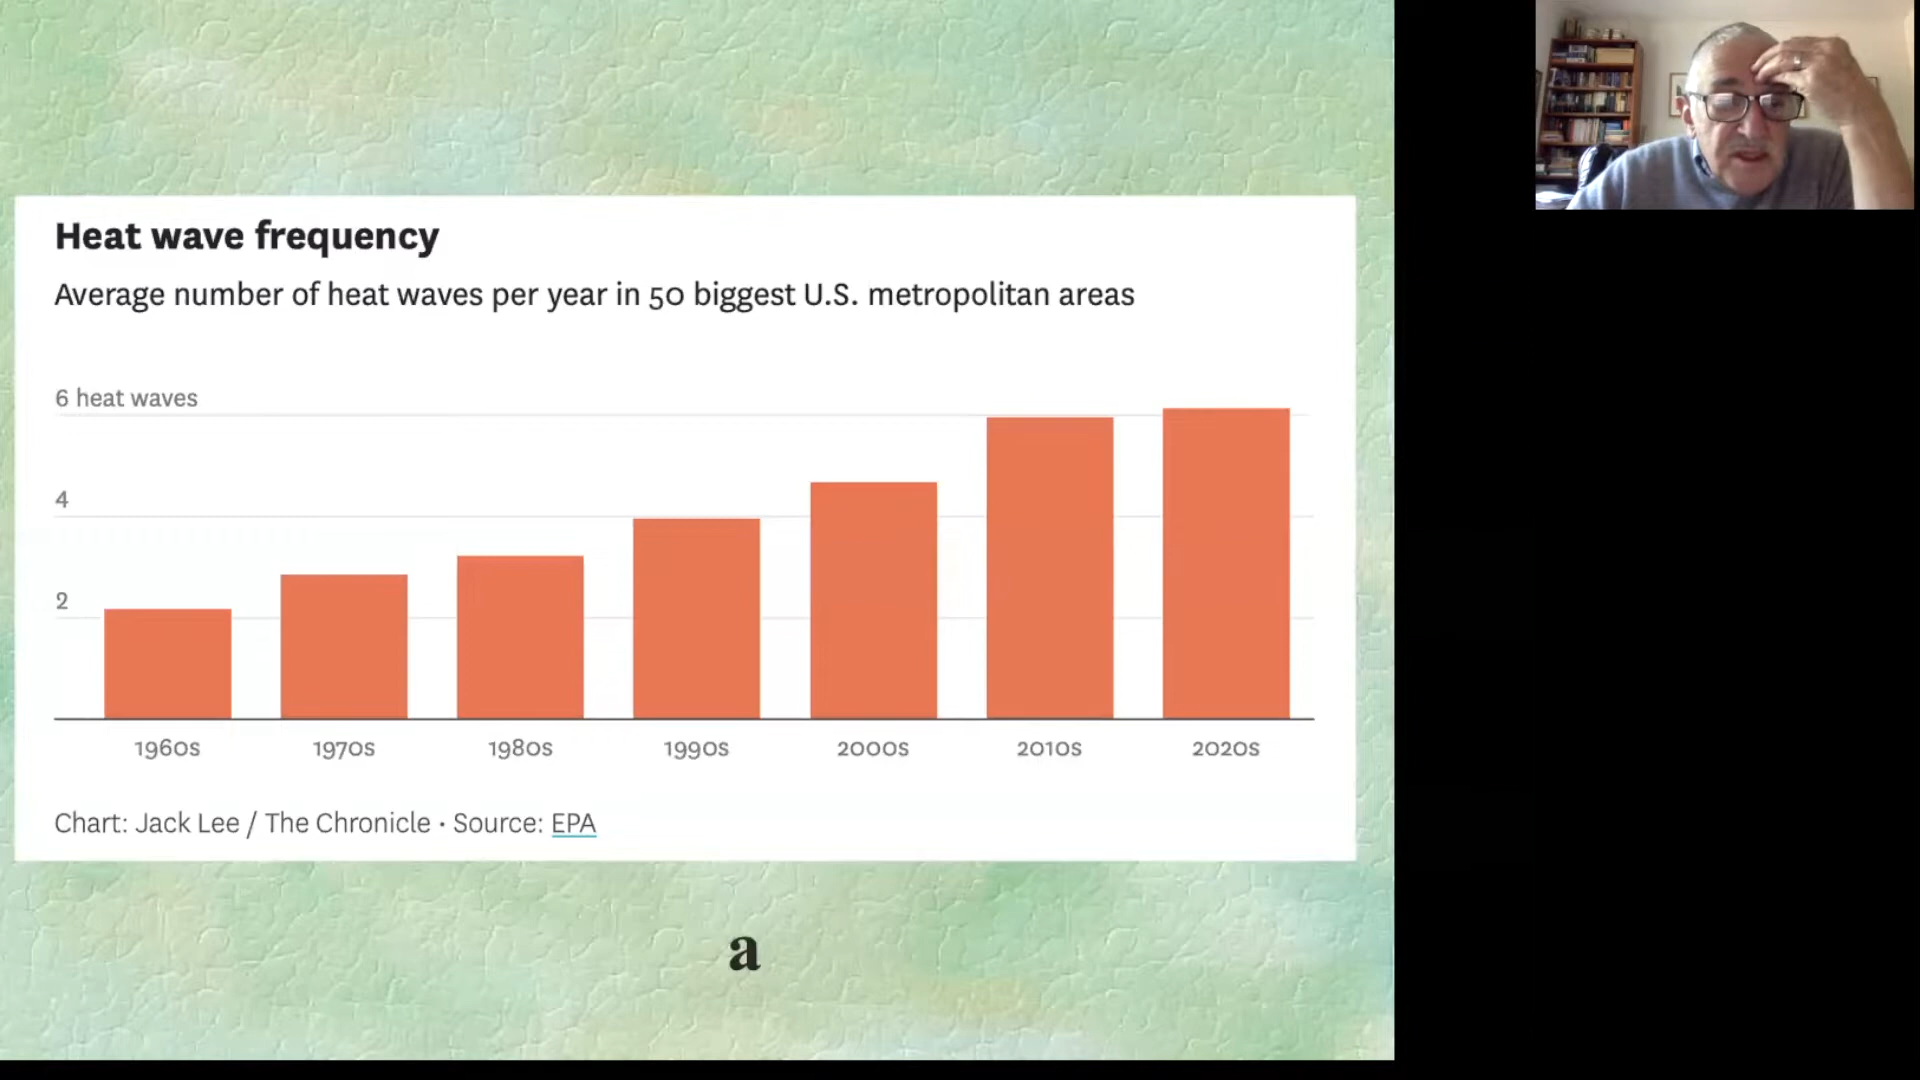 Heat wave frequency
Average number of heat waves per year in 50 biggest U.S. metropolitan areas
6 heat waves
4
2
1960s 1970s 1980s 1990s 2000s 2010s 2020s
Chart: Jack Lee / The Chronicle • Source: EPA
a